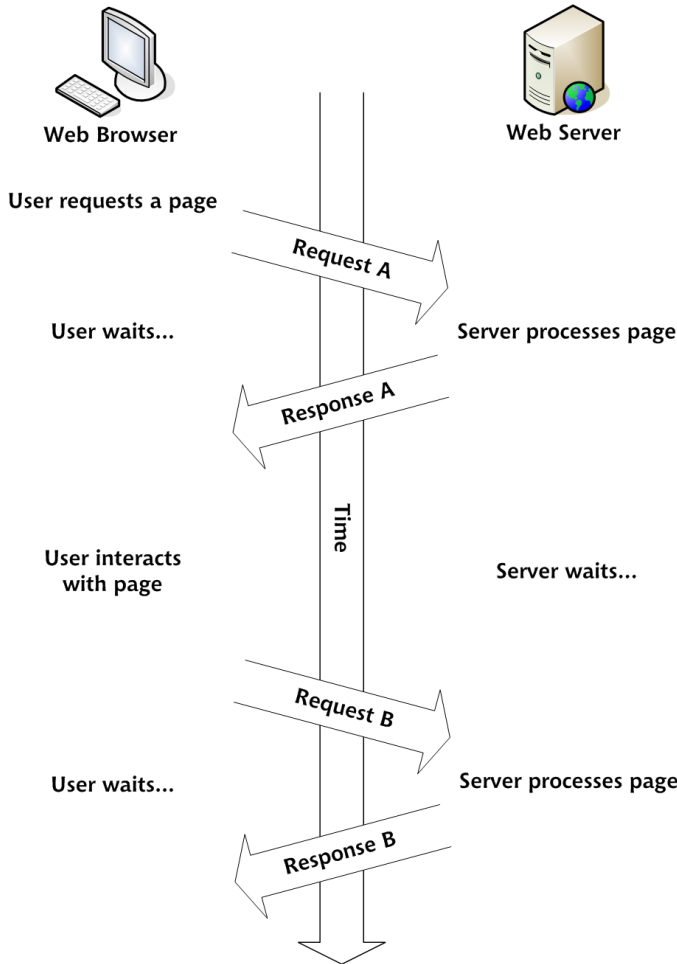 Web Browser
Web Server
User requests a page
Request A
User waits...
Server processes page
Response A
Time
User interacts
with page
Server waits...
Request B
User waits...
Server processes page
Response B